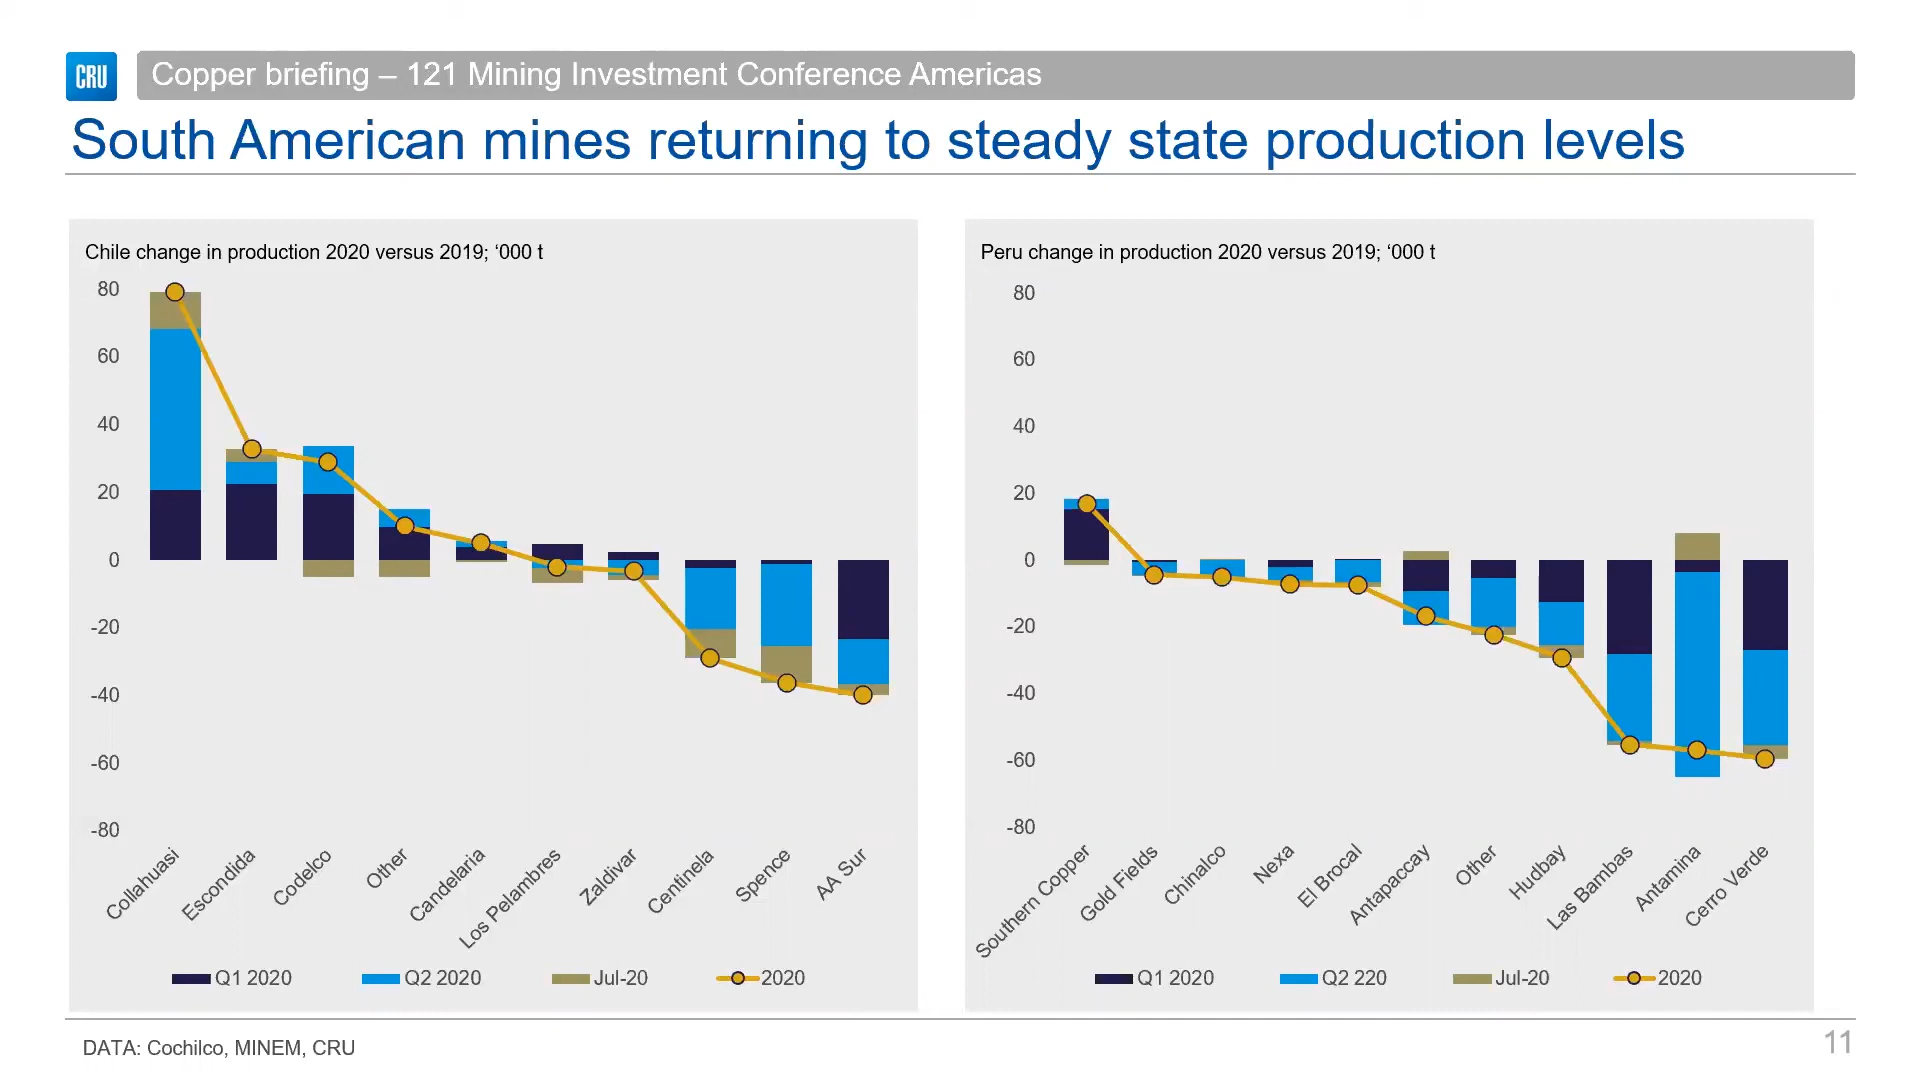 CRU
Copper briefing – 121 Mining Investment Conference Americas
South American mines returning to steady state production levels
Chile change in production 2020 versus 2019; ‘000 t
80
60
40
20
0
-20
-40
-60
-80
Collahuasi
Escondida
Codelco
Other
Candelaria
Los Pelambres
Zaldivar
Centinela
Spence
AA Sur
Q1 2020
Q2 2020
Jul-20
2020
Peru change in production 2020 versus 2019; ‘000 t
80
60
40
20
0
-20
-40
-60
-80
Southern Copper
Gold Fields
Chinalco
Nexa
El Brocal
Antapaccay
Other
Hudbay
Las Bambas
Antamina
Cerro Verde
Q1 2020
Q2 220
Jul-20
2020
DATA: Cochilco, MINEM, CRU
11